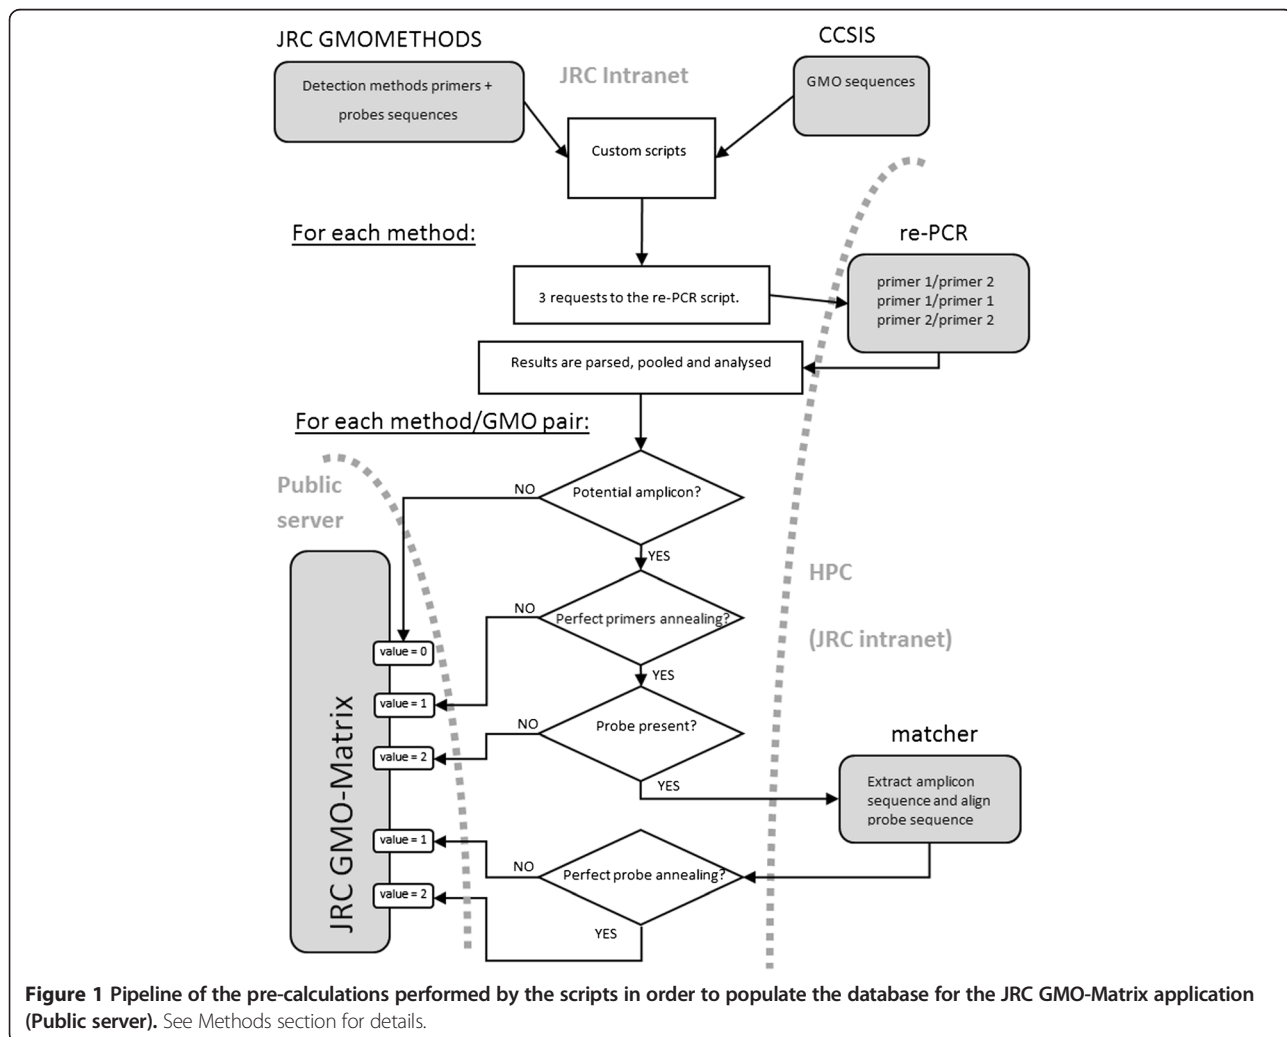 JRC GMOMETHODS
CCSIS
JRC Intranet
Detection methods primers +
probes sequences
GMO sequences
Custom scripts
For each method:
re-PCR
3 requests to the re-PCR script.
primer 1/primer 2
primer 1/primer 1
primer 2/primer 2
Results are parsed, pooled and analysed
For each method/GMO pair:
Public
server
NO
Potential amplicon?
YES
HPC
(JRC intranet)
NO
Perfect primers annealing?
YES
value = 0
value = 1
NO
Probe present?
YES
value = 2
matcher
Extract amplicon
sequence and align
probe sequence
JRC GMO-Matrix
value = 1
NO
Perfect probe annealing?
YES
value = 2
Figure 1 Pipeline of the pre-calculations performed by the scripts in order to populate the database for the JRC GMO-Matrix application
(Public server). See Methods section for details.